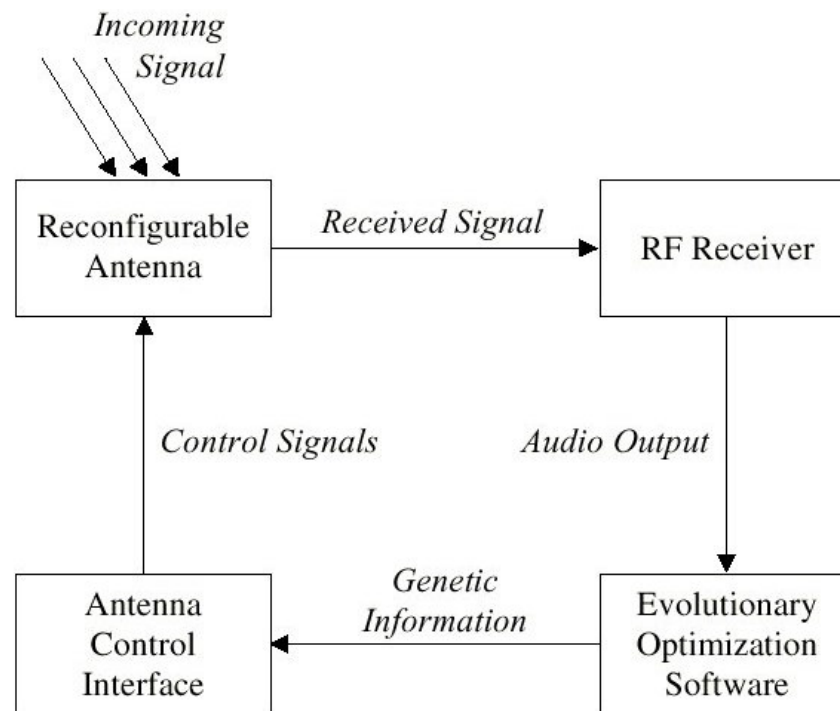 Incoming
Signal
Reconfigurable
Antenna
Received Signal
RF Receiver
Control Signals
Audio Output
Antenna
Control
Interface
Genetic
Information
Evolutionary
Optimization
Software